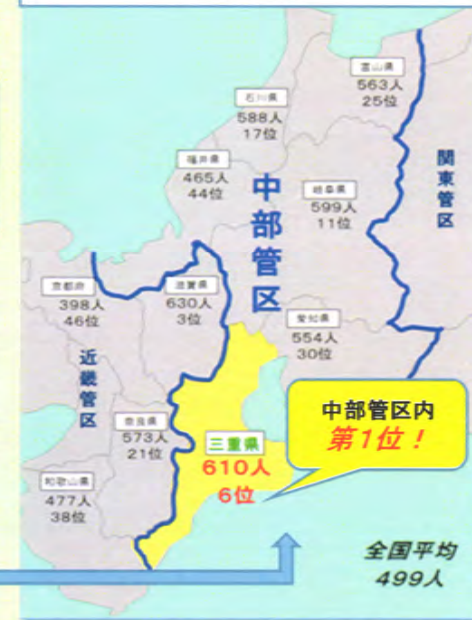 富山県
563人
25位
石川県
588人
17位
福井県
465人
44位
中部管区
岐阜県
599人
11位
関東管区
京都府
398人
46位
滋賀県
630人
3位
愛知県
554人
30位
近畿管区
奈良県
573人
21位
三重県
610人
6位
中部管区内
第1位！
和歌山県
477人
38位
全国平均
499人